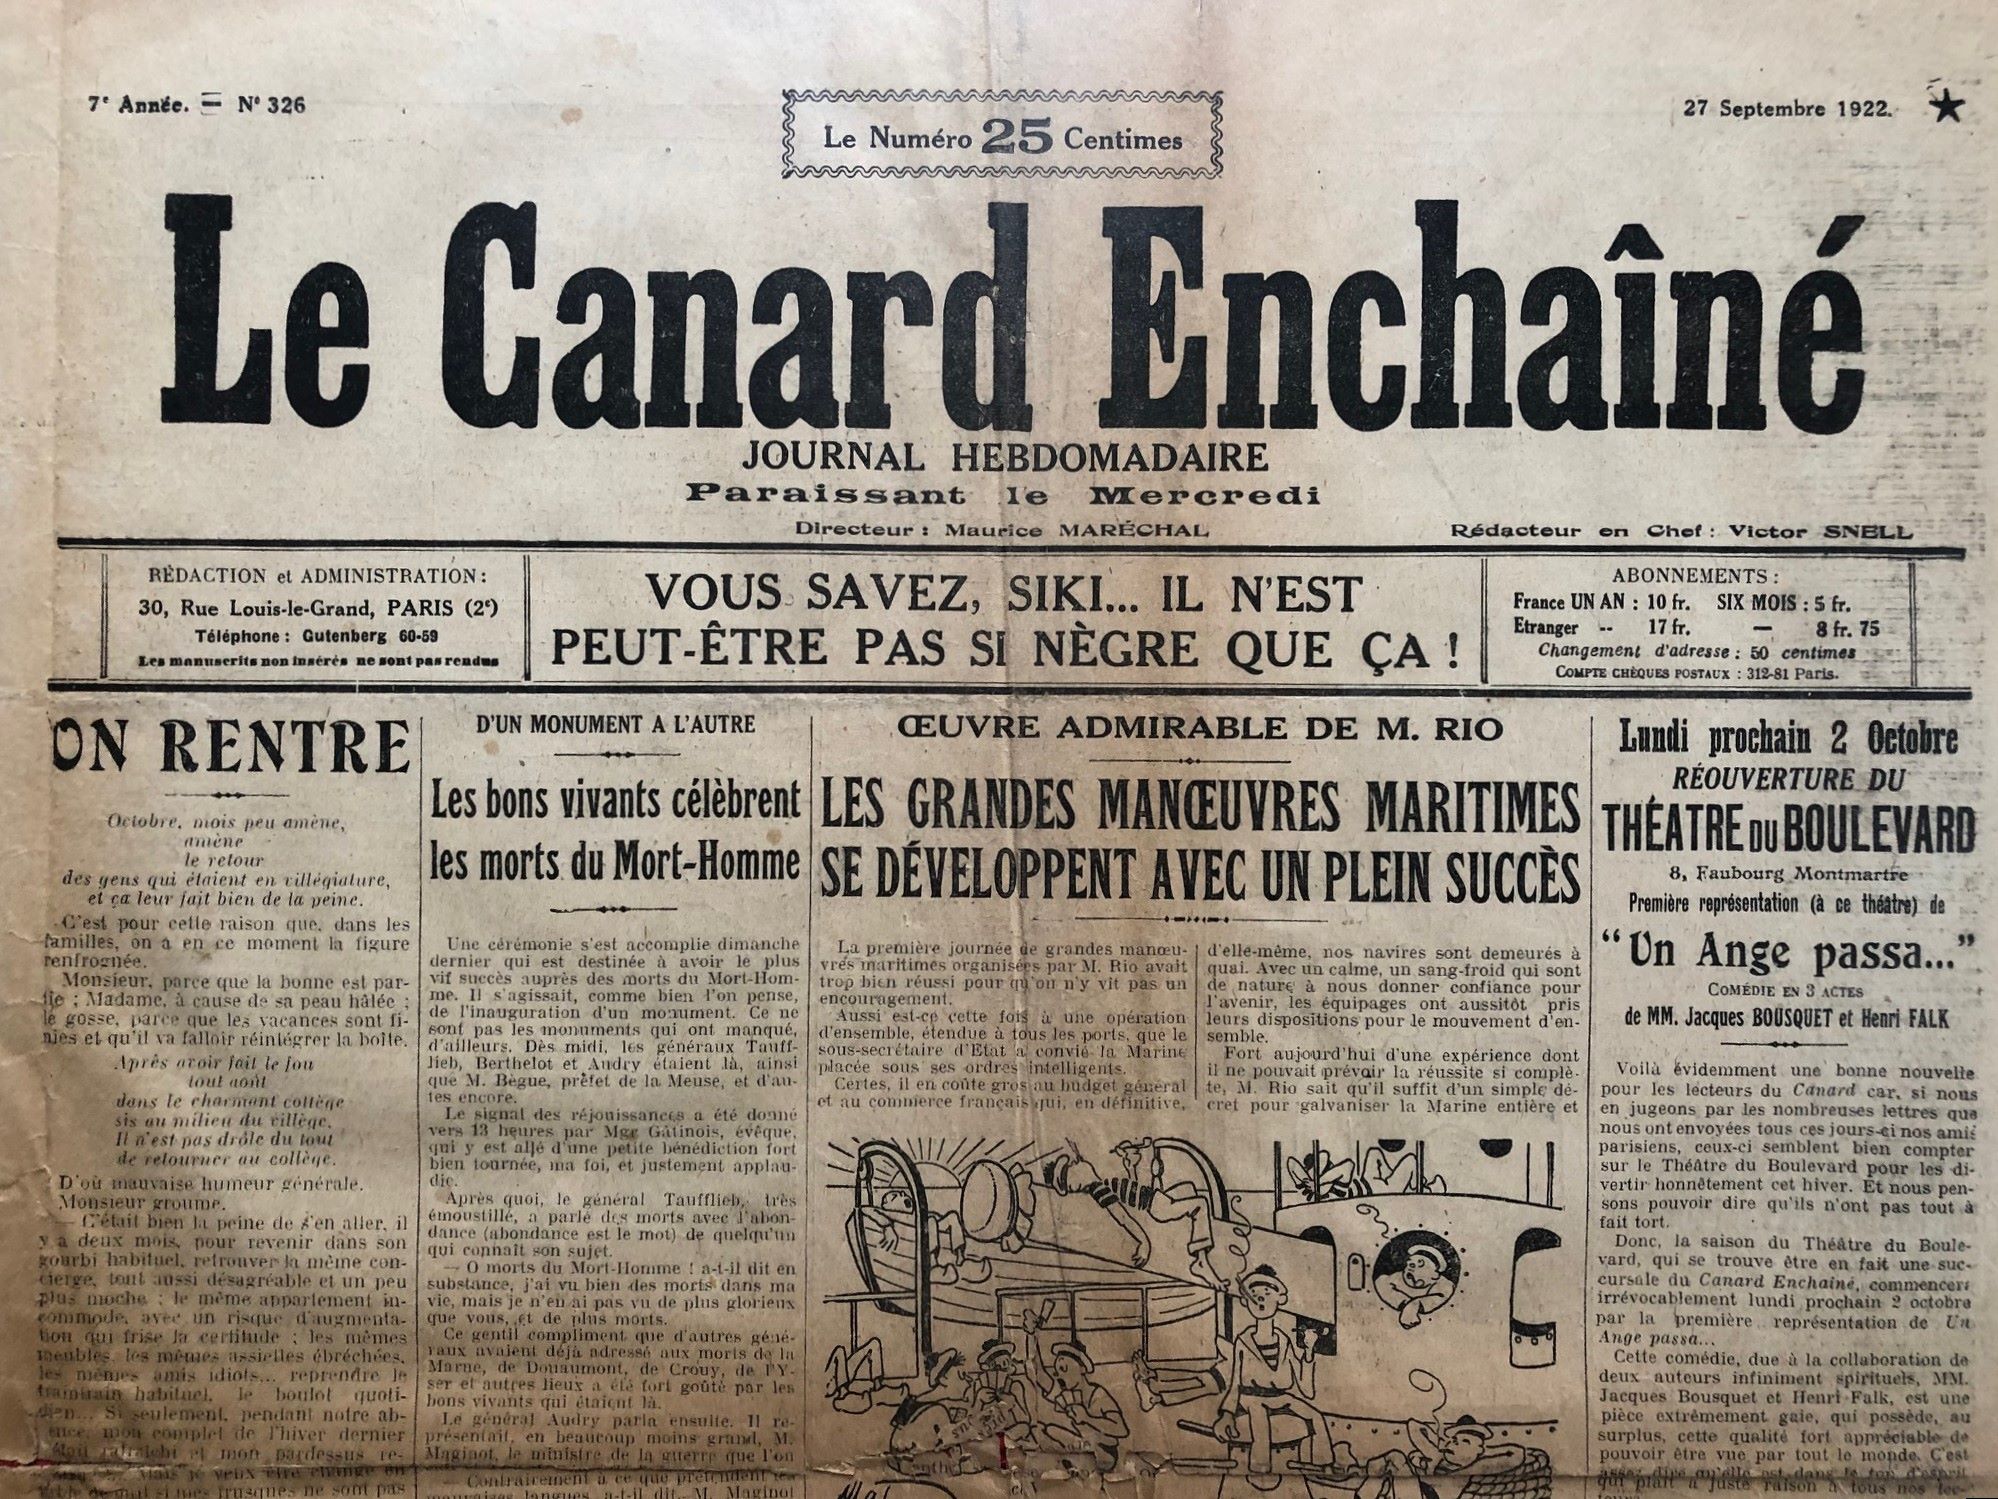 7e Année. — N° 326
27 Septembre 1922.
Le Numéro 25 Centimes
Le Canard Enchaîné
JOURNAL HEBDOMADAIRE
Paraissant le Mercredi
Directeur : Maurice MARÉCHAL
Rédacteur en Chef : Victor SNELL
RÉDACTION et ADMINISTRATION :
30, Rue Louis-le-Grand, PARIS (2e)
Téléphone : Gutenberg 60-59
Les manuscrits non insérés ne sont pas rendus
VOUS SAVEZ, SIKI... IL N'EST
PEUT-ÊTRE PAS SI NÈGRE QUE ÇA !
ABONNEMENTS :
France UN AN : 10 fr. SIX MOIS : 5 fr.
Etranger -- 17 fr. — 8 fr. 75
Changement d'adresse : 50 centimes
COMPTE CHÈQUES POSTAUX : 312-81 Paris.
ON RENTRE
Octobre, mois peu amène,
amène
le retour
des gens qui étaient en villégiature,
et ça leur fait bien de la peine.
C'est pour cette raison que, dans les
familles, on a en ce moment la figure
renfrognée.
Monsieur, parce que la bonne est par-
tie ; Madame, à cause de sa peau hâlée ;
le gosse, parce que les vacances sont fi-
nies et qu'il va falloir réintégrer la boîte.
Après avoir fait le fou
tout août
dans le charmant collège
sis au milieu du villège,
Il n'est pas drôle du tout
de retourner au collège.
D'où mauvaise humeur générale.
Monsieur groume.
— C'était bien la peine de s'en aller, il
y a deux mois, pour revenir dans son
gourbi habituel, retrouver la même con-
cierge, tout aussi désagréable et un peu
plus moche ; le même appartement in-
commode, avec un risque d'augmenta-
tion qui frise la certitude ; les mêmes
meubles, les mêmes assiettes ébréchées,
les mêmes amis idiots... reprendre le
traintrain habituel, le boulot quoti-
dien... Si seulement, pendant notre ab-
sence, mon complet de l'hiver dernier
s'était rafraîchi et mon pardessus re-
D'UN MONUMENT A L'AUTRE
Les bons vivants célèbrent
les morts du Mort-Homme
Une cérémonie s'est accomplie dimanche
dernier qui est destinée à avoir le plus
vif succès auprès des morts du Mort-Hom-
me. Il s'agissait, comme bien l'on pense,
de l'inauguration d'un monument. Ce ne
sont pas les monuments qui ont manqué,
d'ailleurs. Dès midi, les généraux Tauff-
lieb, Berthelot et Audry étaient là, ainsi
que M. Bègue, préfet de la Meuse, et d'au-
tes encore.
Le signal des réjouissances a été donné
vers 13 heures par Mgr Gâtinois, évêque,
qui y est allé d'une petite bénédiction fort
bien tournée, ma foi, et justement applau-
die.
Après quoi, le général Taufflieb, très
émoustillé, a parlé des morts avec l'abon-
dance (abondance est le mot) de quelqu'un
qui connaît son sujet.
— O morts du Mort-Homme ! a-t-il dit en
substance, j'ai vu bien des morts dans ma
vie, mais je n'en ai pas vu de plus glorieux
que vous, et de plus morts.
Ce gentil compliment que d'autres géné-
raux avaient déjà adressé aux morts de la
Marne, de Douaumont, de Crouy, de l'Y-
ser et autres lieux a été fort goûté par les
bons vivants qui étaient là.
Le général Audry parla ensuite. Il re-
présentait, en beaucoup moins grand, M.
Maginot, le ministre de la guerre que l'on
Contrairement à ce que prétendent les
mauvaises langues, a-t-il dit, M. Maginot
ŒUVRE ADMIRABLE DE M. RIO
LES GRANDES MANŒUVRES MARITIMES
SE DÉVELOPPENT AVEC UN PLEIN SUCCÈS
La première journée de grandes manœu-
vres maritimes organisées par M. Rio avait
trop bien réussi pour qu'on n'y vit pas un
encouragement.
Aussi est-ce cette fois à une opération
d'ensemble, étendue à tous les ports, que le
sous-secrétaire d'Etat a convié la Marine
placée sous ses ordres intelligents.
Certes, il en coûte gros au budget général
et au commerce français qui, en définitive,
d'elle-même, nos navires sont demeurés à
quai. Avec un calme, un sang-froid qui sont
de nature à nous donner confiance pour
l'avenir, les équipages ont aussitôt pris
leurs dispositions pour le mouvement d'en-
semble.
Fort aujourd'hui d'une expérience dont
il ne pouvait prévoir la réussite si complè-
te, M. Rio sait qu'il suffit d'un simple dé-
cret pour galvaniser la Marine entière et
Lundi prochain 2 Octobre
RÉOUVERTURE DU
THÉATRE DU BOULEVARD
8, Faubourg Montmartre
Première représentation (à ce théâtre) de
"Un Ange passa..."
COMÉDIE EN 3 ACTES
de MM. Jacques BOUSQUET et Henri FALK
Voilà évidemment une bonne nouvelle
pour les lecteurs du Canard car, si nous
en jugeons par les nombreuses lettres que
nous ont envoyées tous ces jours-ci nos amis
parisiens, ceux-ci semblent bien compter
sur le Théâtre du Boulevard pour les di-
vertir honnêtement cet hiver. Et nous pen-
sons pouvoir dire qu'ils n'ont pas tout à
fait tort.
Donc, la saison du Théâtre du Boule-
vard, qui se trouve être en fait une suc-
cursale du Canard Enchaîné, commencera
irrévocablement lundi prochain 2 octobre
par la première représentation de Un
Ange passa...
Cette comédie, due à la collaboration de
deux auteurs infiniment spirituels, MM.
Jacques Bousquet et Henri Falk, est une
pièce extrêmement gaie, qui possède, au
surplus, cette qualité fort appréciable de
pouvoir être vue par tout le monde. C'est
assez dire qu'elle est dans le ton d'esprit
qui plaît à juste raison à tous nos lec-